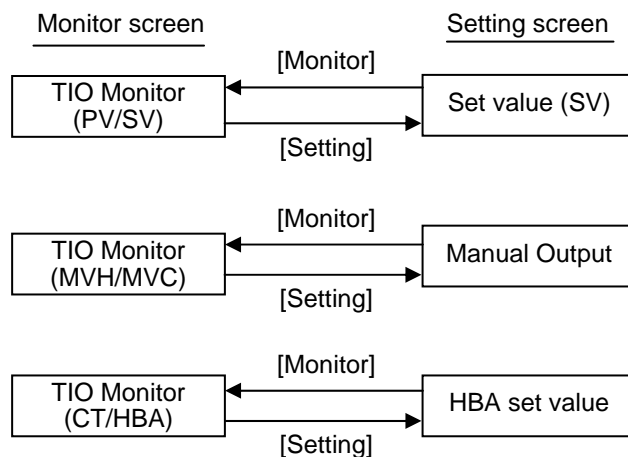 Monitor screen
Setting screen
[Monitor]
TIO Monitor
(PV/SV)
Set value (SV)
[Setting]
[Monitor]
TIO Monitor
(MVH/MVC)
Manual Output
[Setting]
[Monitor]
TIO Monitor
(CT/HBA)
HBA set value
[Setting]